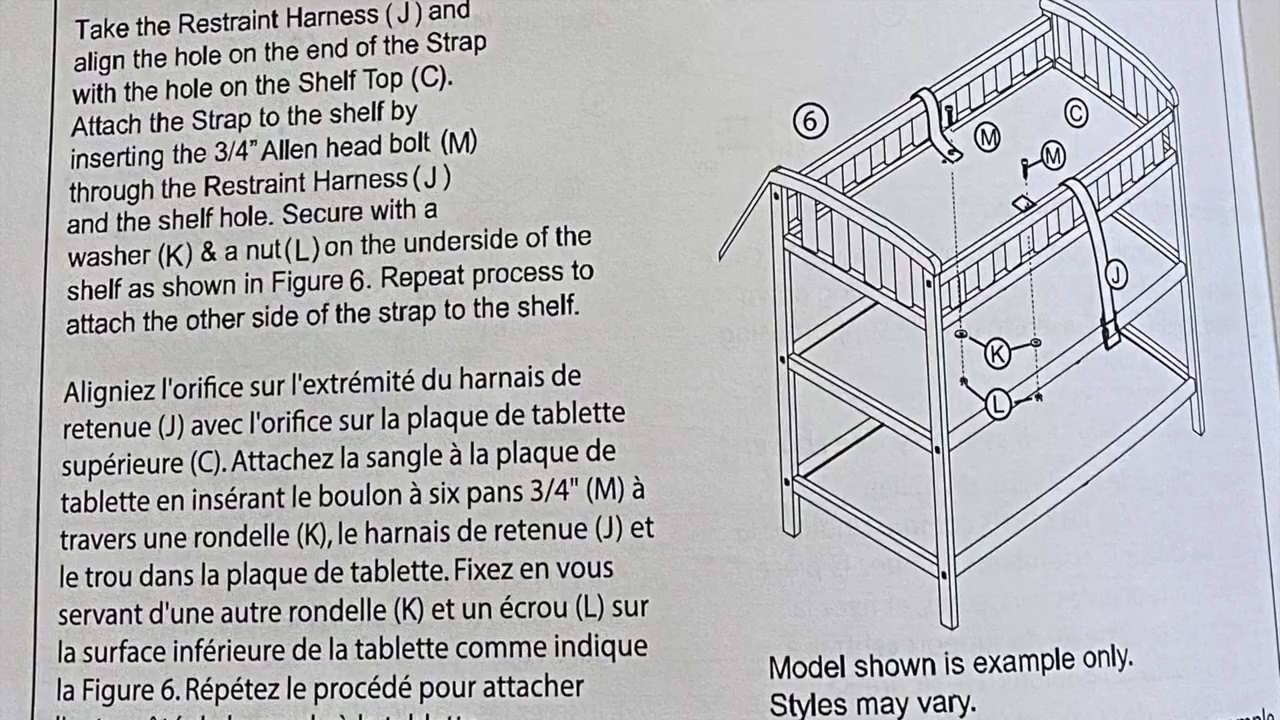 Take the Restraint Harness (J) and
align the hole on the end of the Strap
with the hole on the Shelf Top (C).
Attach the Strap to the shelf by
inserting the 3/4” Allen head bolt (M)
through the Restraint Harness (J)
and the shelf hole. Secure with a
washer (K) & a nut(L) on the underside of the
shelf as shown in Figure 6. Repeat process to
attach the other side of the strap to the shelf.
Aligniez l'orifice sur l'extrémité du harnais de
retenue (J) avec l'orifice sur la plaque de tablette
supérieure (C). Attachez la sangle à la plaque de
tablette en insérant le boulon à six pans 3/4" (M) à
travers une rondelle (K), le harnais de retenue (J) et
le trou dans la plaque de tablette. Fixez en vous
servant d'une autre rondelle (K) et un écrou (L) sur
la surface inférieure de la tablette comme indique
la Figure 6. Répétez le procédé pour attacher
6
C
M
M
J
K
L
Model shown is example only.
Styles may vary.